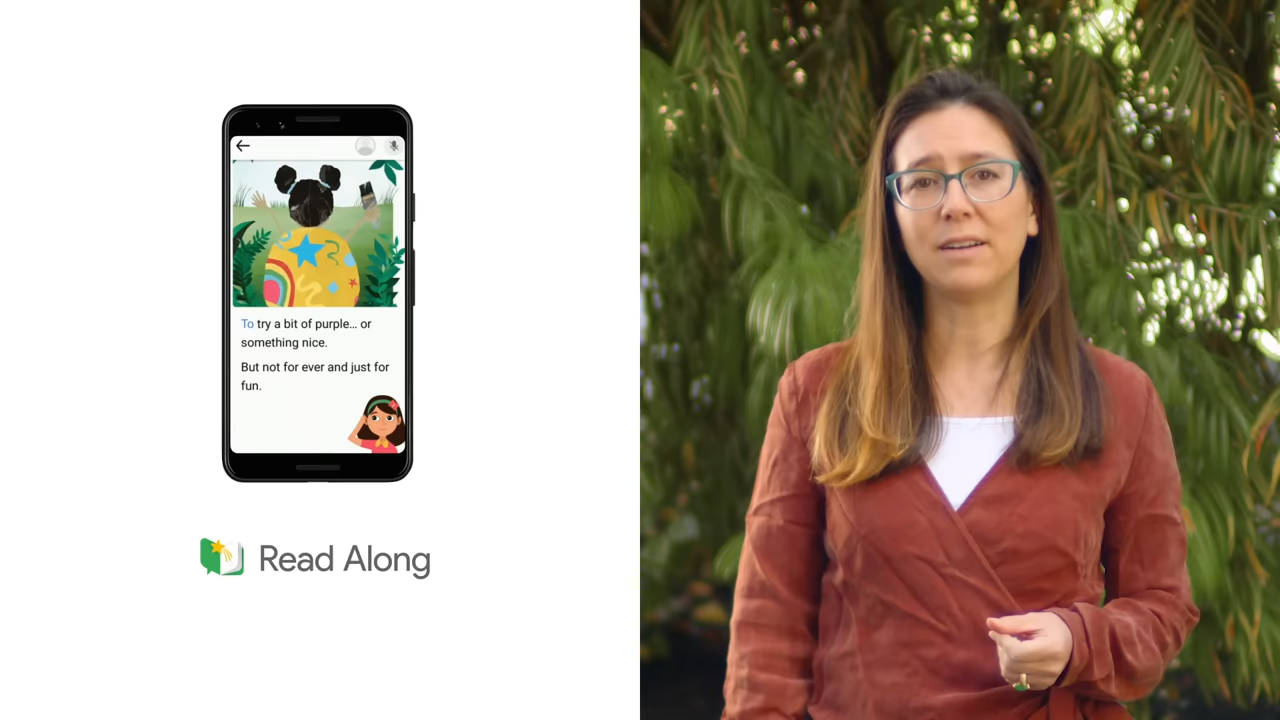 To try a bit of purple… or
something nice.
But not for ever and just for
fun.
Read Along